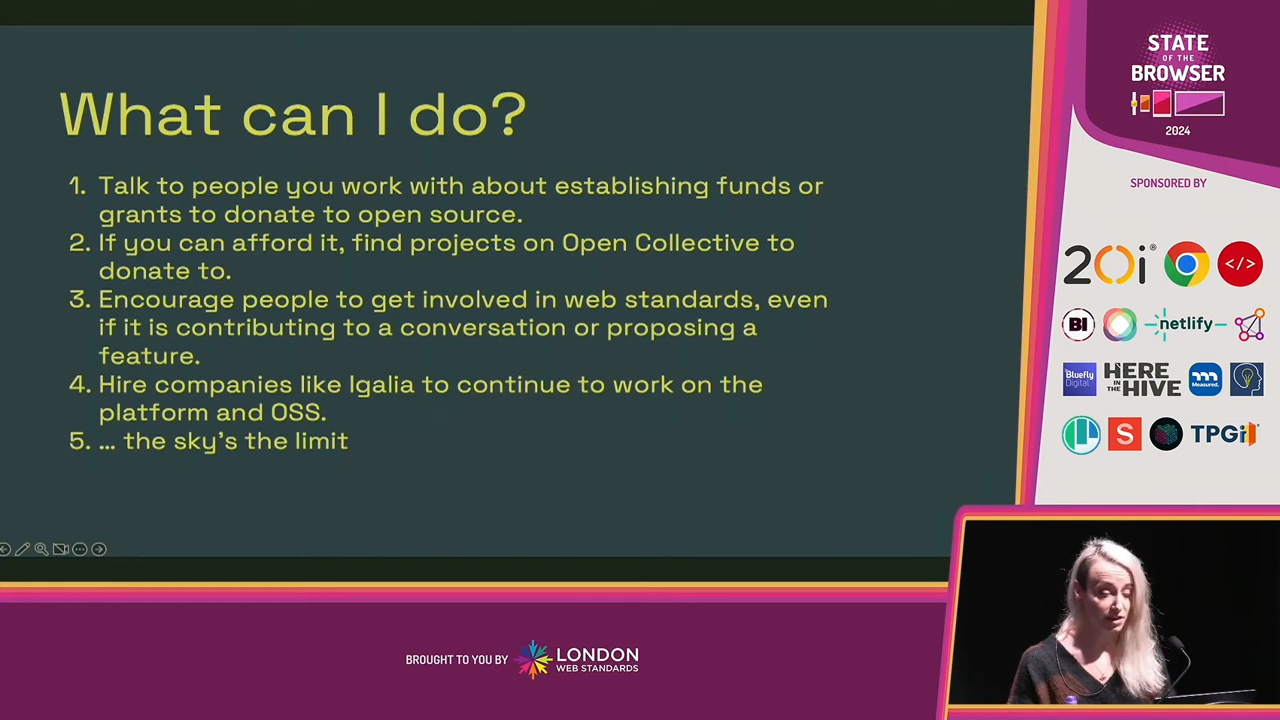 What can I do?
1. Talk to people you work with about establishing funds or
grants to donate to open source.
2. If you can afford it, find projects on Open Collective to
donate to.
3. Encourage people to get involved in web standards, even
if it is contributing to a conversation or proposing a
feature.
4. Hire companies like Igalia to continue to work on the
platform and OSS.
5. ... the sky's the limit
STATE
OF THE
BROWSER
2024
SPONSORED BY
20i®
</>
BI
netlify
Bluefly
Digital
HERE
IN THE
HIVE
Measured.
S
TPGi
BROUGHT TO YOU BY
LONDON
WEB STANDARDS